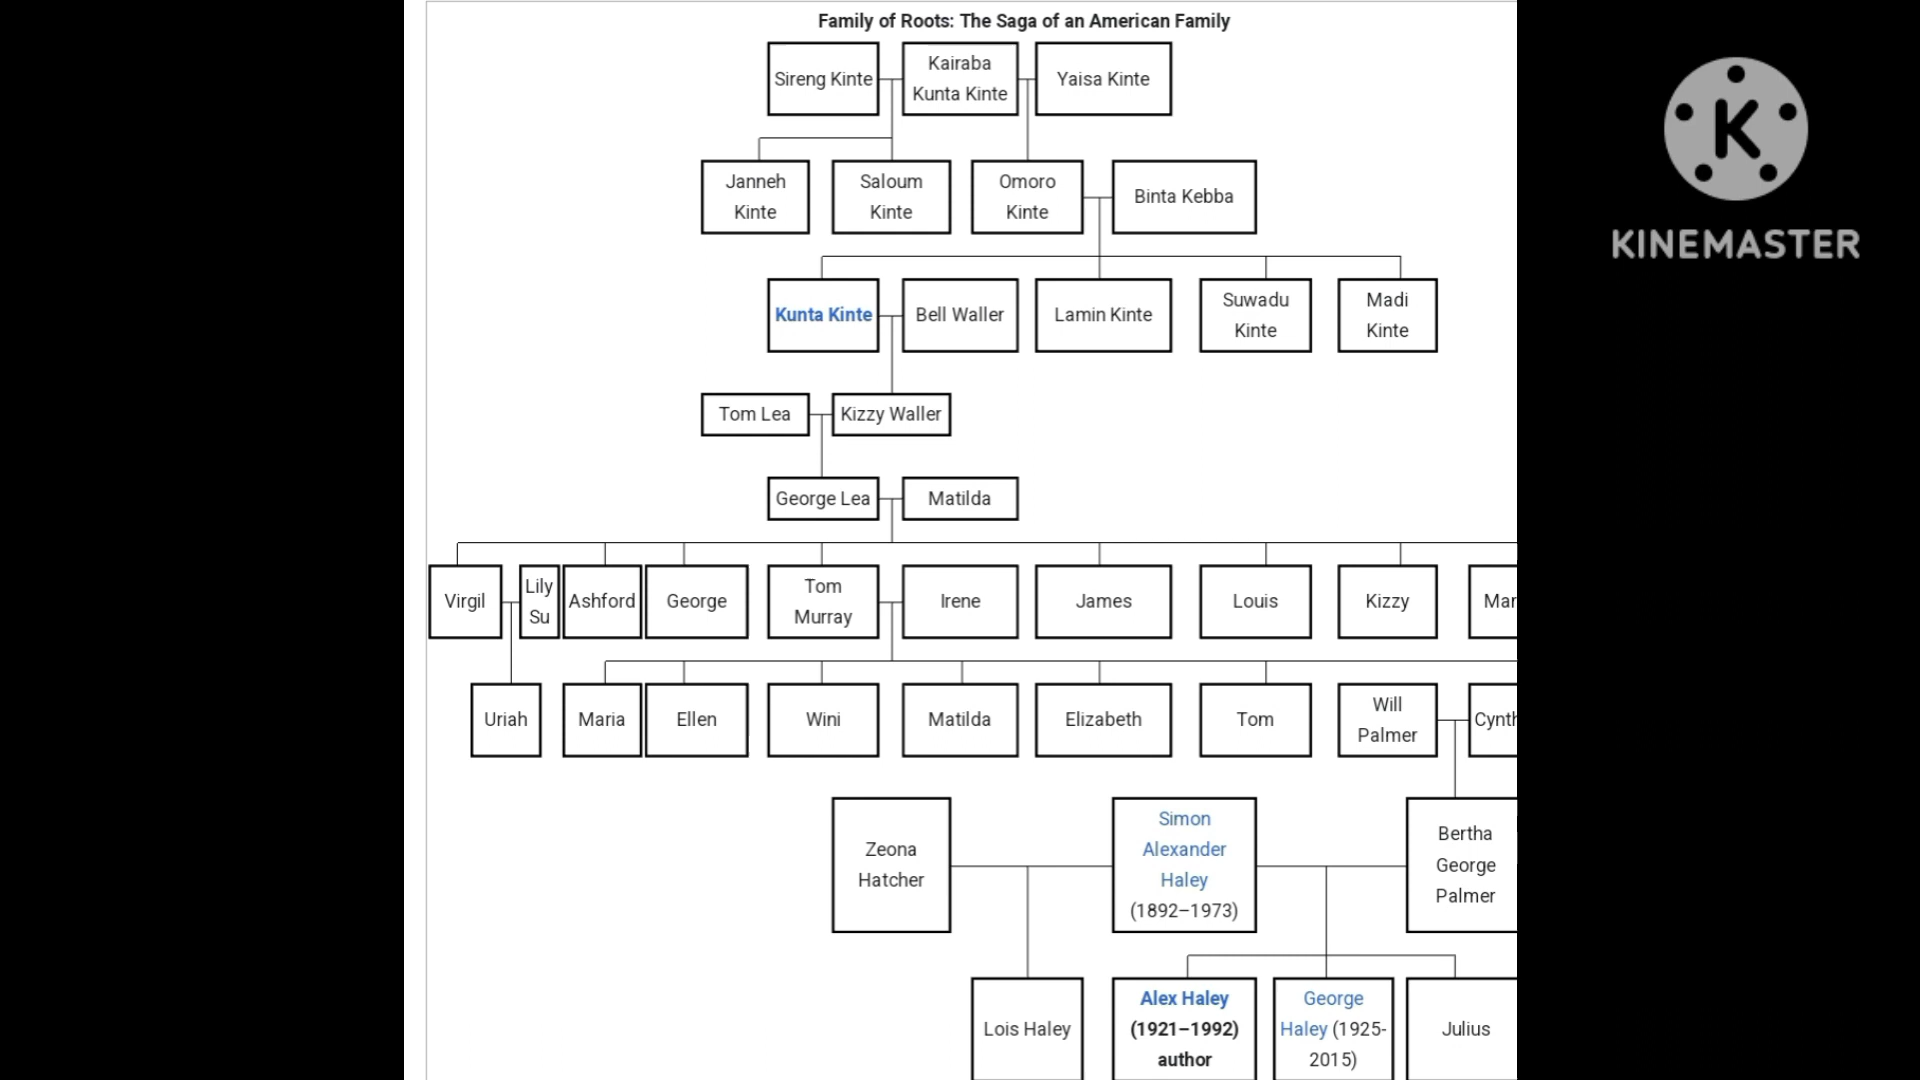 Family of Roots: The Saga of an American Family
Sireng Kinte
Kairaba
Kunta Kinte
Yaisa Kinte
Janneh
Kinte
Saloum
Kinte
Omoro
Kinte
Binta Kebba
Kunta Kinte
Bell Waller
Lamin Kinte
Suwadu
Kinte
Madi
Kinte
Tom Lea
Kizzy Waller
George Lea
Matilda
Virgil
Lily
Su
Ashford
George
Tom
Murray
Irene
James
Louis
Kizzy
Mar
Uriah
Maria
Ellen
Wini
Matilda
Elizabeth
Tom
Will
Palmer
Cynth
Zeona
Hatcher
Simon
Alexander
Haley
(1892–1973)
Bertha
George
Palmer
Lois Haley
Alex Haley
(1921–1992)
author
George
Haley (1925-
2015)
Julius
K
KINEMASTER